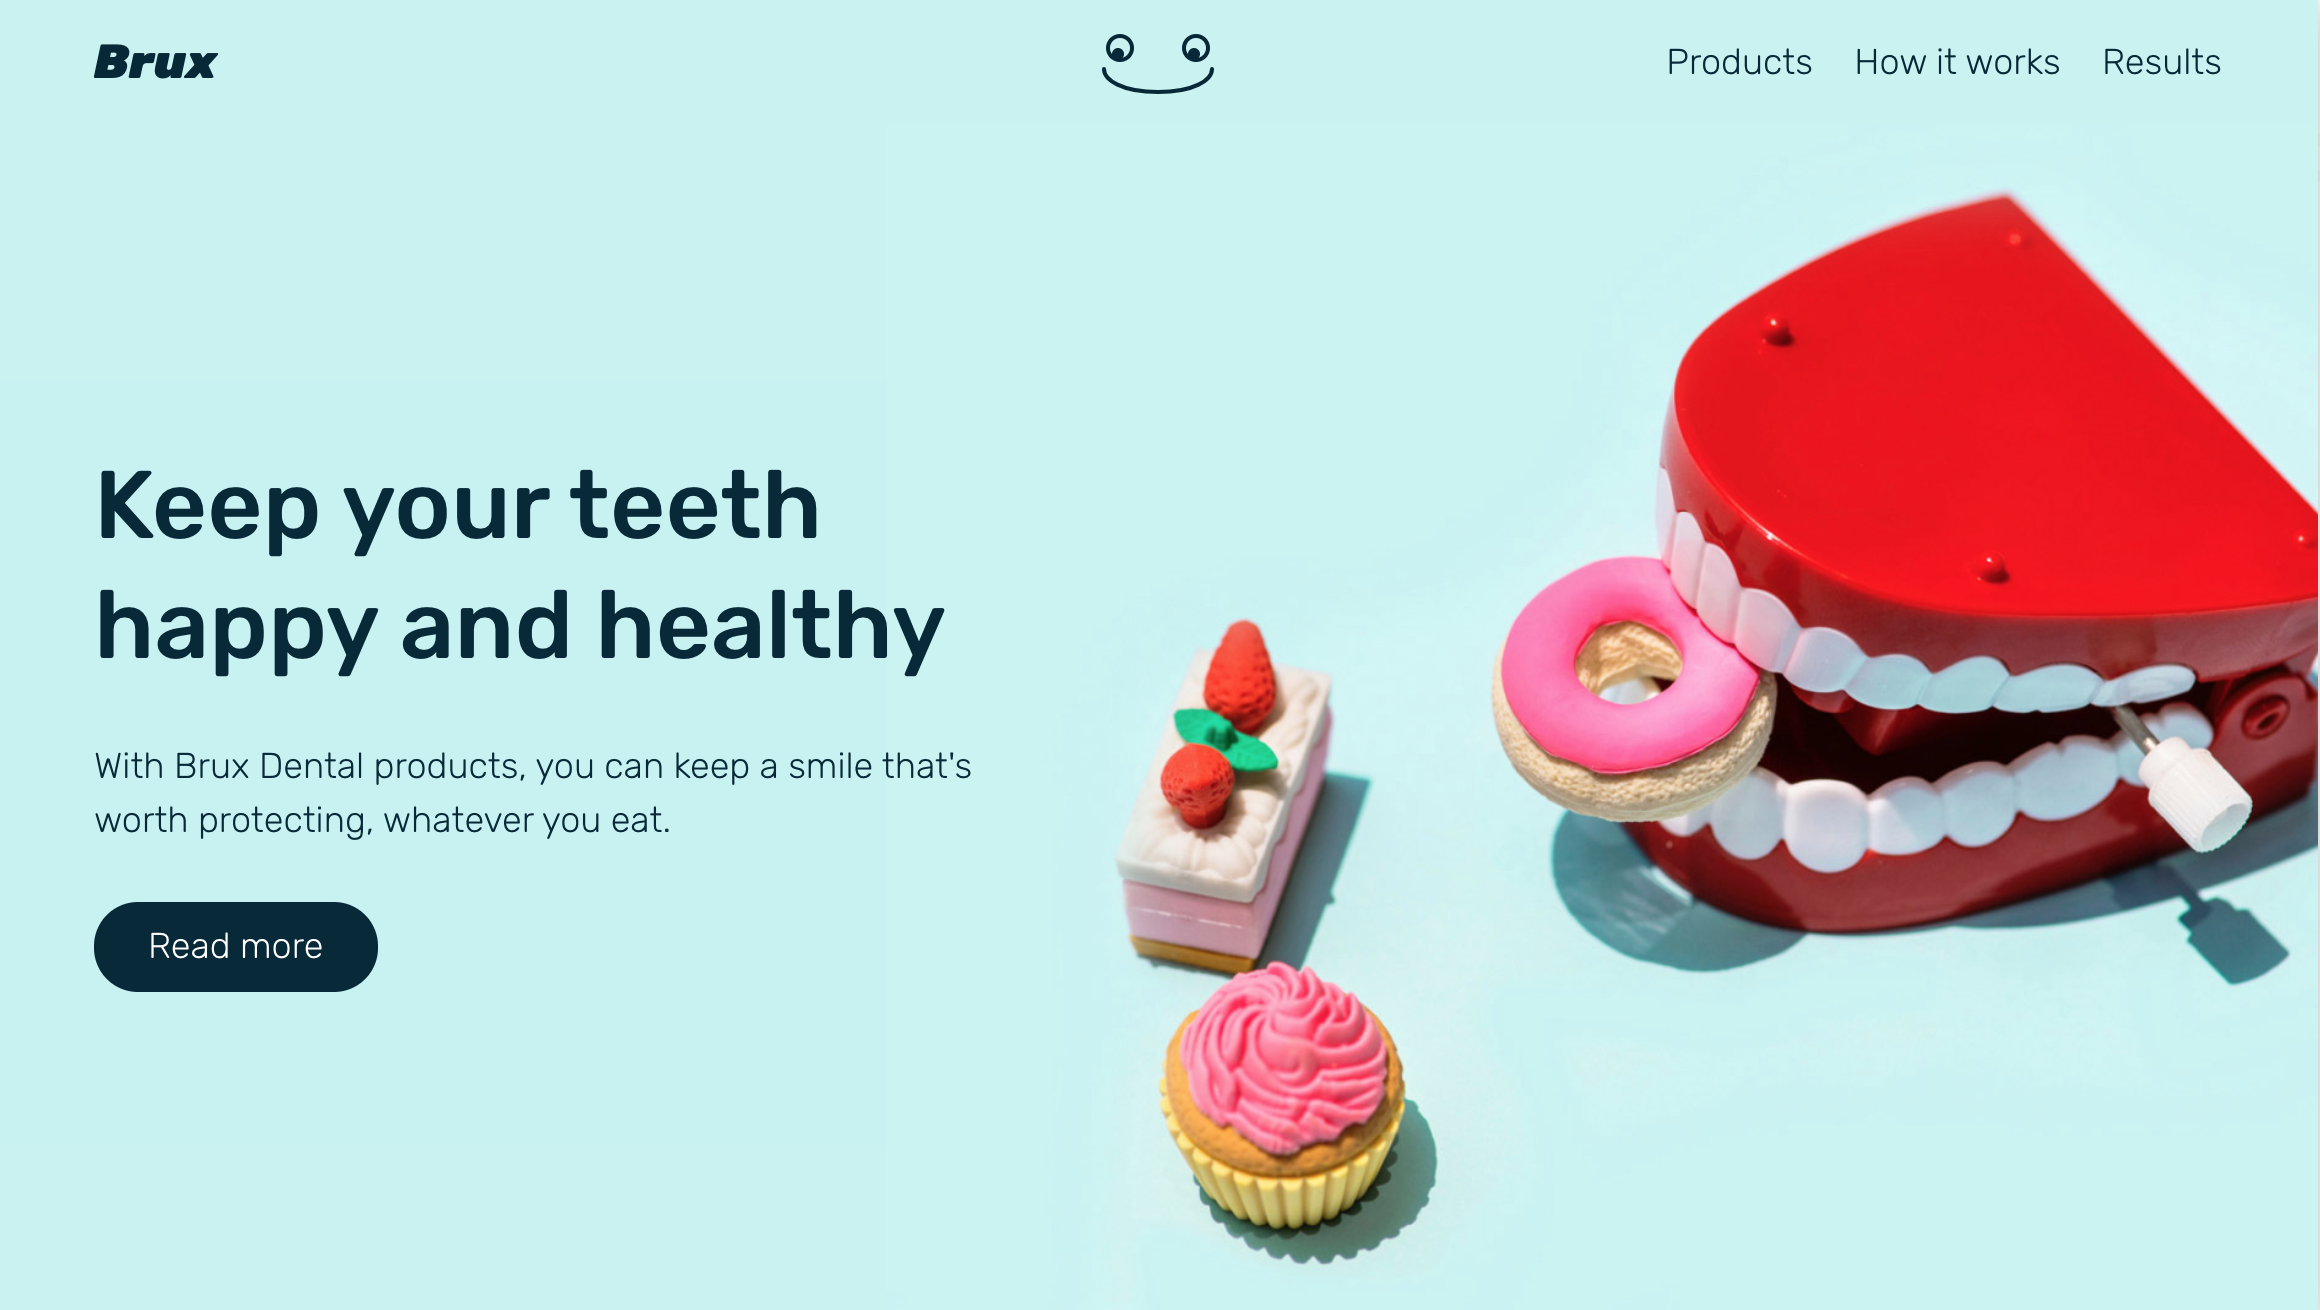 Brux
Products
How it works
Results
Keep your teeth
happy and healthy
With Brux Dental products, you can keep a smile that's
worth protecting, whatever you eat.
Read more